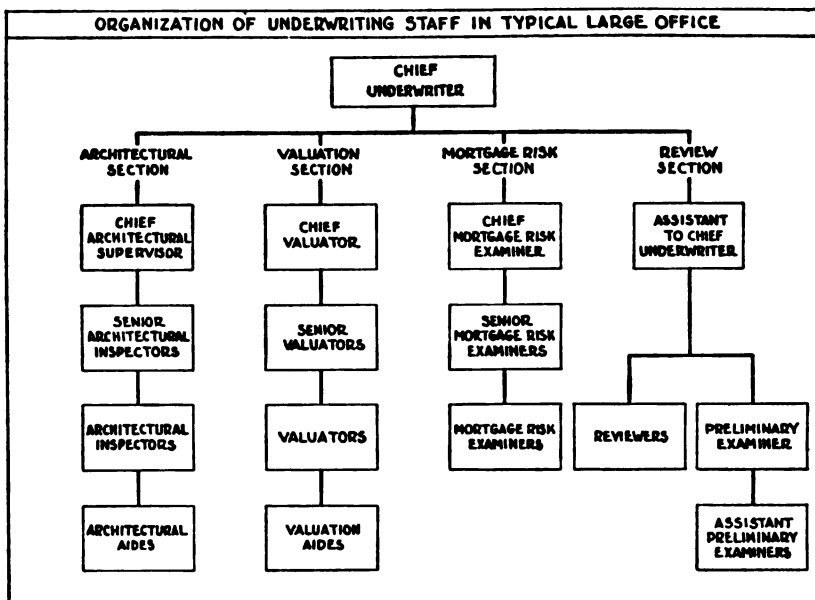 ORGANIZATION OF UNDERWRITING STAFF IN TYPICAL LARGE OFFICE
CHIEF
UNDERWRITER
ARCHITECTURAL
SECTION
VALUATION
SECTION
MORTGAGE RISK
SECTION
REVIEW
SECTION
CHIEF
ARCHITECTURAL
SUPERVISOR
CHIEF
VALUATOR
CHIEF
MORTGAGE RISK
EXAMINER
ASSISTANT
TO CHIEF
UNDERWRITER
SENIOR
ARCHITECTURAL
INSPECTORS
SENIOR
VALUATORS
SENIOR
MORTGAGE RISK
EXAMINERS
ARCHITECTURAL
INSPECTORS
VALUATORS
MORTGAGE RISK
EXAMINERS
REVIEWERS
PRELIMINARY
EXAMINER
ARCHITECTURAL
AIDES
VALUATION
AIDES
ASSISTANT
PRELIMINARY
EXAMINERS